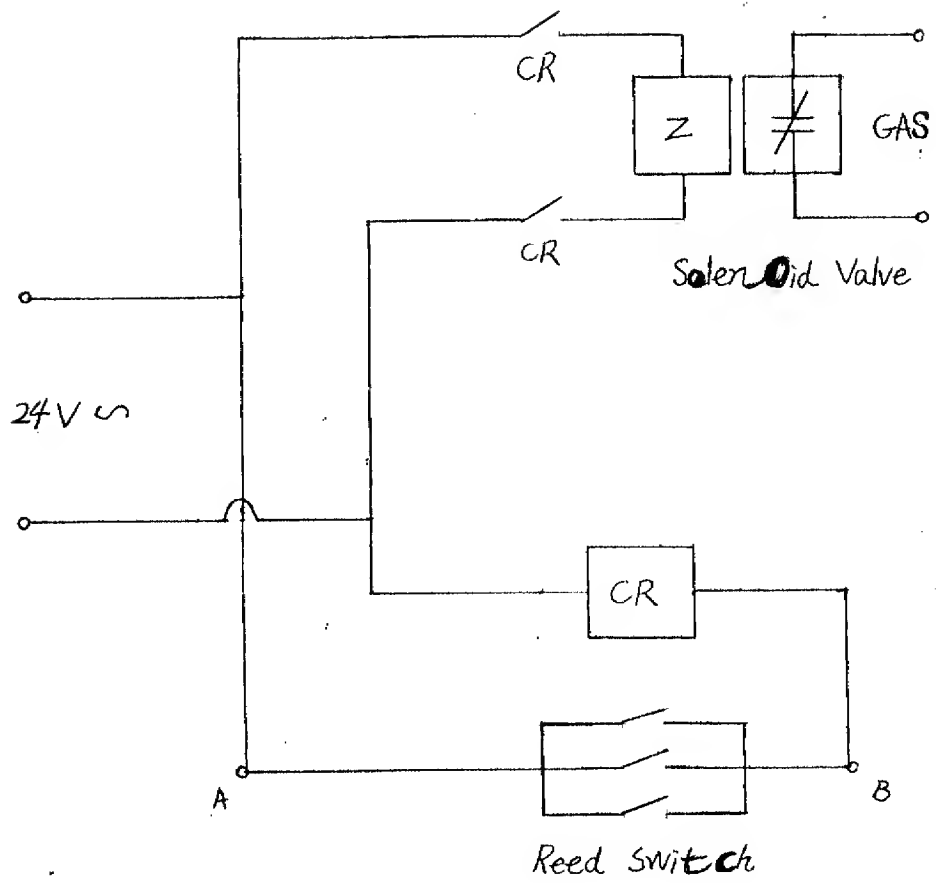 CR
Z
GAS
CR
Solenoid Valve
24V ∽
CR
A
B
Reed Switch